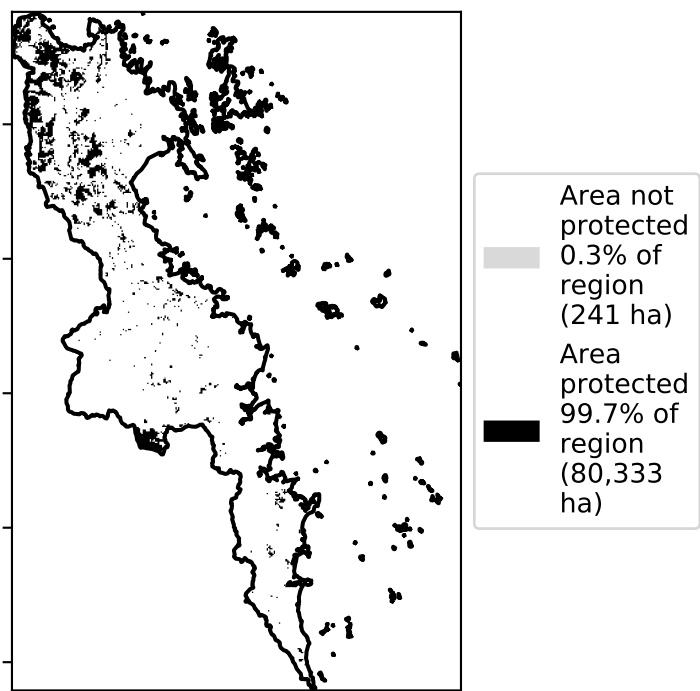 Area not
protected
0.3% of
region
(241 ha)
Area
protected
99.7% of
region
(80,333
ha)